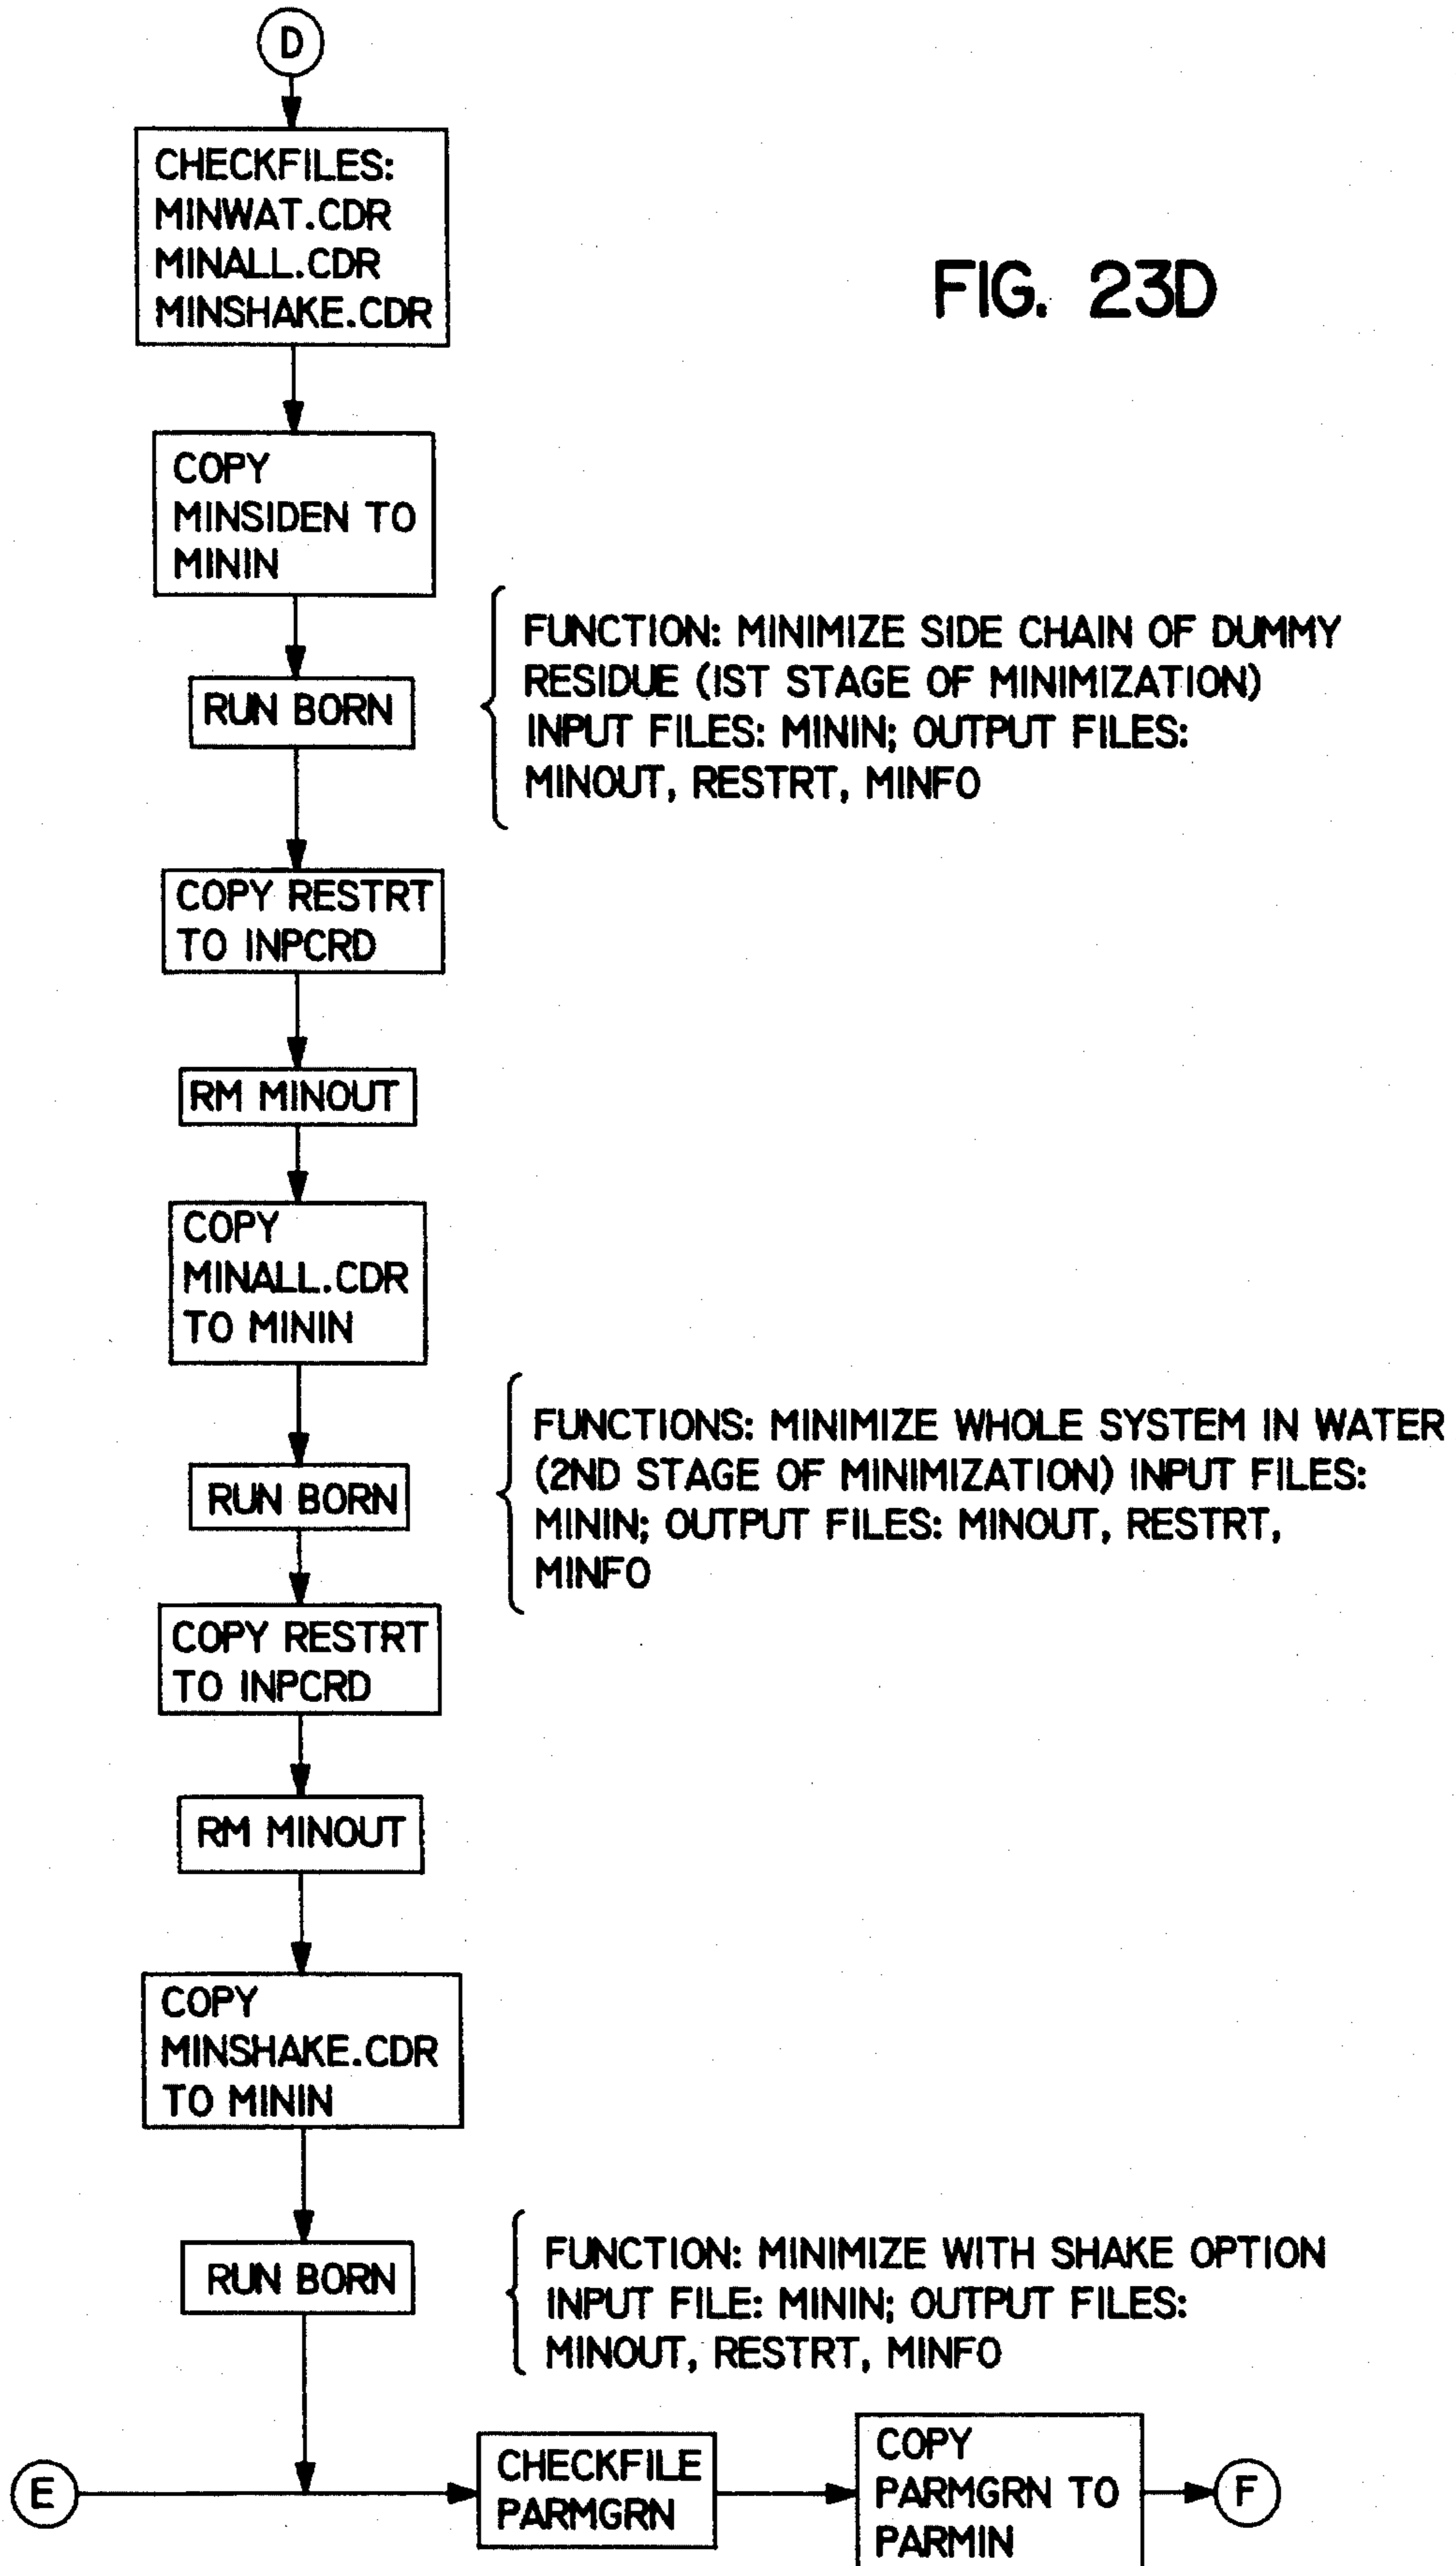 D
CHECKFILES:
MINWAT.CDR
MINALL.CDR
MINSHAKE.CDR
FIG. 23D
COPY
MINSIDEN TO
MININ
RUN BORN
FUNCTION: MINIMIZE SIDE CHAIN OF DUMMY
RESIDUE (1ST STAGE OF MINIMIZATION)
INPUT FILES: MININ; OUTPUT FILES:
MINOUT, RESTRT, MINFO
COPY RESTRT
TO INPCRD
RM MINOUT
COPY
MINALL.CDR
TO MININ
RUN BORN
FUNCTIONS: MINIMIZE WHOLE SYSTEM IN WATER
(2ND STAGE OF MINIMIZATION) INPUT FILES:
MININ; OUTPUT FILES: MINOUT, RESTRT,
MINFO
COPY RESTRT
TO INPCRD
RM MINOUT
COPY
MINSHAKE.CDR
TO MININ
RUN BORN
FUNCTION: MINIMIZE WITH SHAKE OPTION
INPUT FILE: MININ; OUTPUT FILES:
MINOUT, RESTRT, MINFO
E
CHECKFILE
PARMGRN
COPY
PARMGRN TO
PARMIN
F